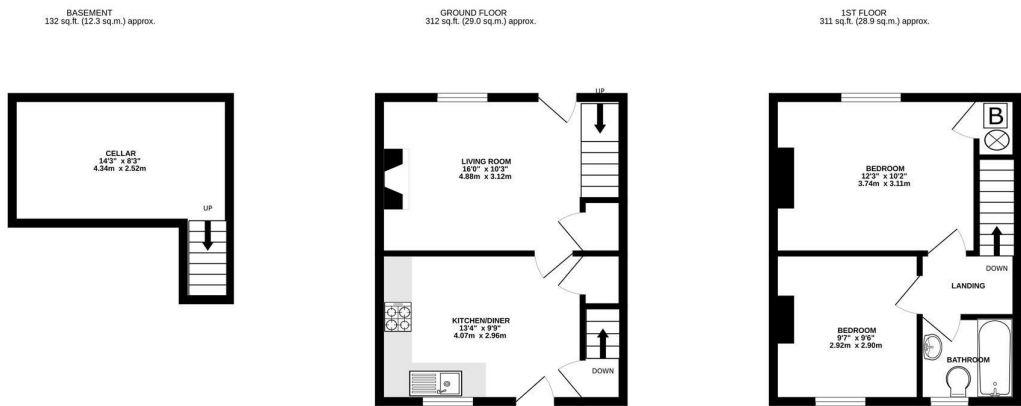 BASEMENT
132 sq.ft. (12.3 sq.m.) approx.
CELLAR
14'3" x 8'3"
4.34m x 2.52m
UP
GROUND FLOOR
312 sq.ft. (29.0 sq.m.) approx.
UP
LIVING ROOM
16'0" x 10'3"
4.88m x 3.12m
KITCHEN/DINER
13'4" x 9'9"
4.07m x 2.96m
DOWN
1ST FLOOR
311 sq.ft. (28.9 sq.m.) approx.
B
BEDROOM
12'3" x 10'2"
3.74m x 3.11m
DOWN
LANDING
BEDROOM
9'7" x 9'6"
2.92m x 2.90m
BATHROOM